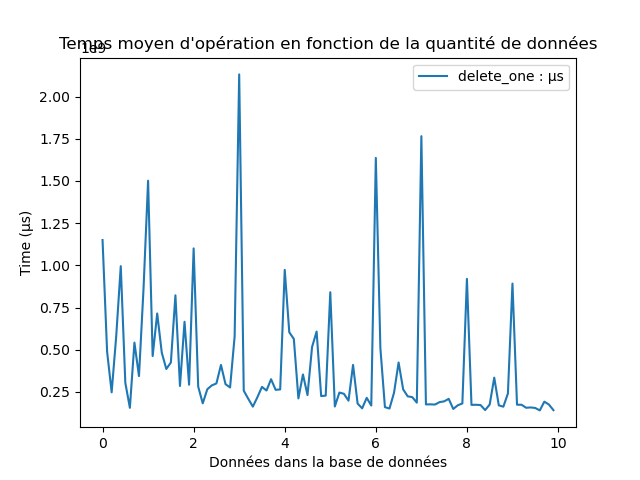 Temps moyen d'opération en fonction de la quantité de données
1e9
delete_one : µs
2.00
1.75
1.50
1.25
1.00
0.75
0.50
0.25
Time (µs)
0 2 4 6 8 10
Données dans la base de données